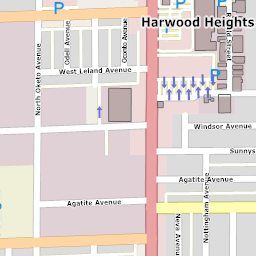 P
Harwood Heights
Odell Avenue
Oconto Avenue
West Leland Avenue
P
North Oketo Avenue
Windsor Avenue
Sunnys
Agatite Avenue
Agatite Avenue
P
Neva Avenue
Nottingham Avenue